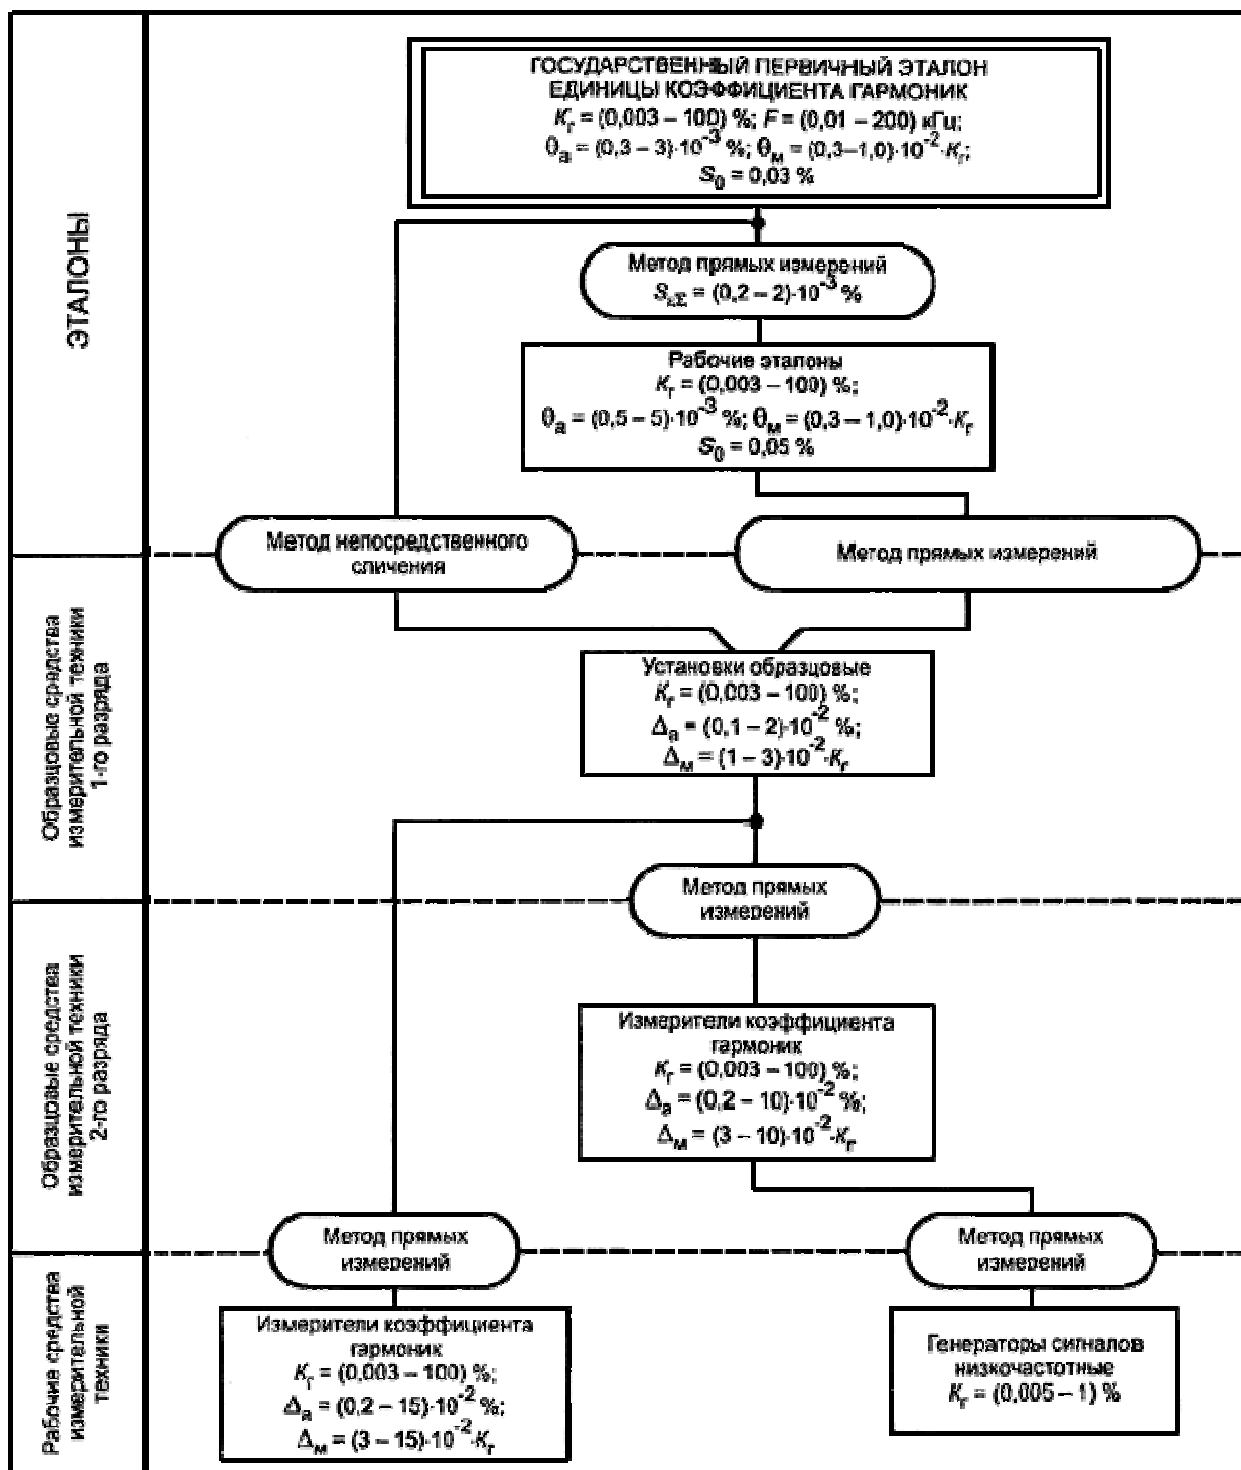 ЭТАЛОНЫ
ГОСУДАРСТВЕННЫЙ ПЕРВИЧНЫЙ ЭТАЛОН
ЕДИНИЦЫ КОЭФФИЦИЕНТА ГАРМОНИК
Kг = (0,003 – 100) %; F = (0,01 – 200) кГц;
θа = (0,3 – 3)·10⁻³ %; θм = (0,3–1,0)·10⁻²·Kг;
S₀ = 0,03 %
Метод прямых измерений
SεΣ = (0,2 – 2)·10⁻³ %
Рабочие эталоны
Kг = (0,003 – 100) %;
θа = (0,5 – 5)·10⁻³ %; θм = (0,3 – 1,0)·10⁻²·Kг
S₀ = 0,05 %
Метод непосредственного
сличения
Метод прямых измерений
Образцовые средства
измерительной техники
1-го разряда
Установки образцовые
Kг = (0,003 – 100) %;
Δа = (0,1 – 2)·10⁻² %;
Δм = (1 – 3)·10⁻²·Kг
Метод прямых
измерений
Образцовые средства
измерительной техники
2-го разряда
Измерители коэффициента
гармоник
Kг = (0,003 – 100) %;
Δа = (0,2 – 10)·10⁻² %;
Δм = (3 – 10)·10⁻²·Kг
Метод прямых
измерений
Метод прямых
измерений
Рабочие средства
измерительной
техники
Измерители коэффициента
гармоник
Kг = (0,003 – 100) %;
Δа = (0,2 – 15)·10⁻² %;
Δм = (3 – 15)·10⁻²·Kг
Генераторы сигналов
низкочастотные
Kг = (0,005 – 1) %